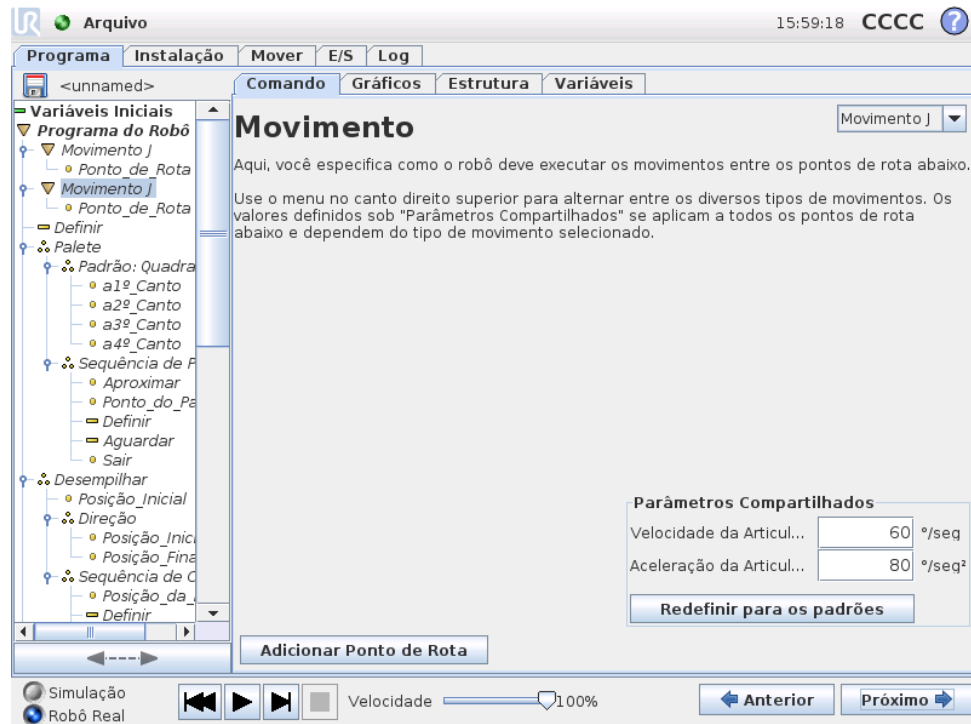 Arquivo
15:59:18 CCCC ?
Programa Instalação Mover E/S Log
<unnamed>
Comando Gráficos Estrutura Variáveis
Variáveis Iniciais
Programa do Robô
Movimento J
Ponto_de_Rota
Movimento J
Ponto_de_Rota
Definir
Palete
Padrão: Quadra
a1º_Canto
a2º_Canto
a3º_Canto
a4º_Canto
Sequência de P
Aproximar
Ponto_do_Pa
Definir
Aguardar
Sair
Desempilhar
Posição_Inicial
Direção
Posição_Inic
Posição_Fina
Sequência de C
Posição_da_
Definir
Movimento
Movimento J
Aqui, você especifica como o robô deve executar os movimentos entre os pontos de rota abaixo.
Use o menu no canto direito superior para alternar entre os diversos tipos de movimentos. Os
valores definidos sob "Parâmetros Compartilhados" se aplicam a todos os pontos de rota
abaixo e dependem do tipo de movimento selecionado.
Parâmetros Compartilhados
Velocidade da Articul... 60 °/seg
Aceleração da Articul... 80 °/seg²
Redefinir para os padrões
Adicionar Ponto de Rota
Simulação
Robô Real
Velocidade 100%
Anterior
Próximo